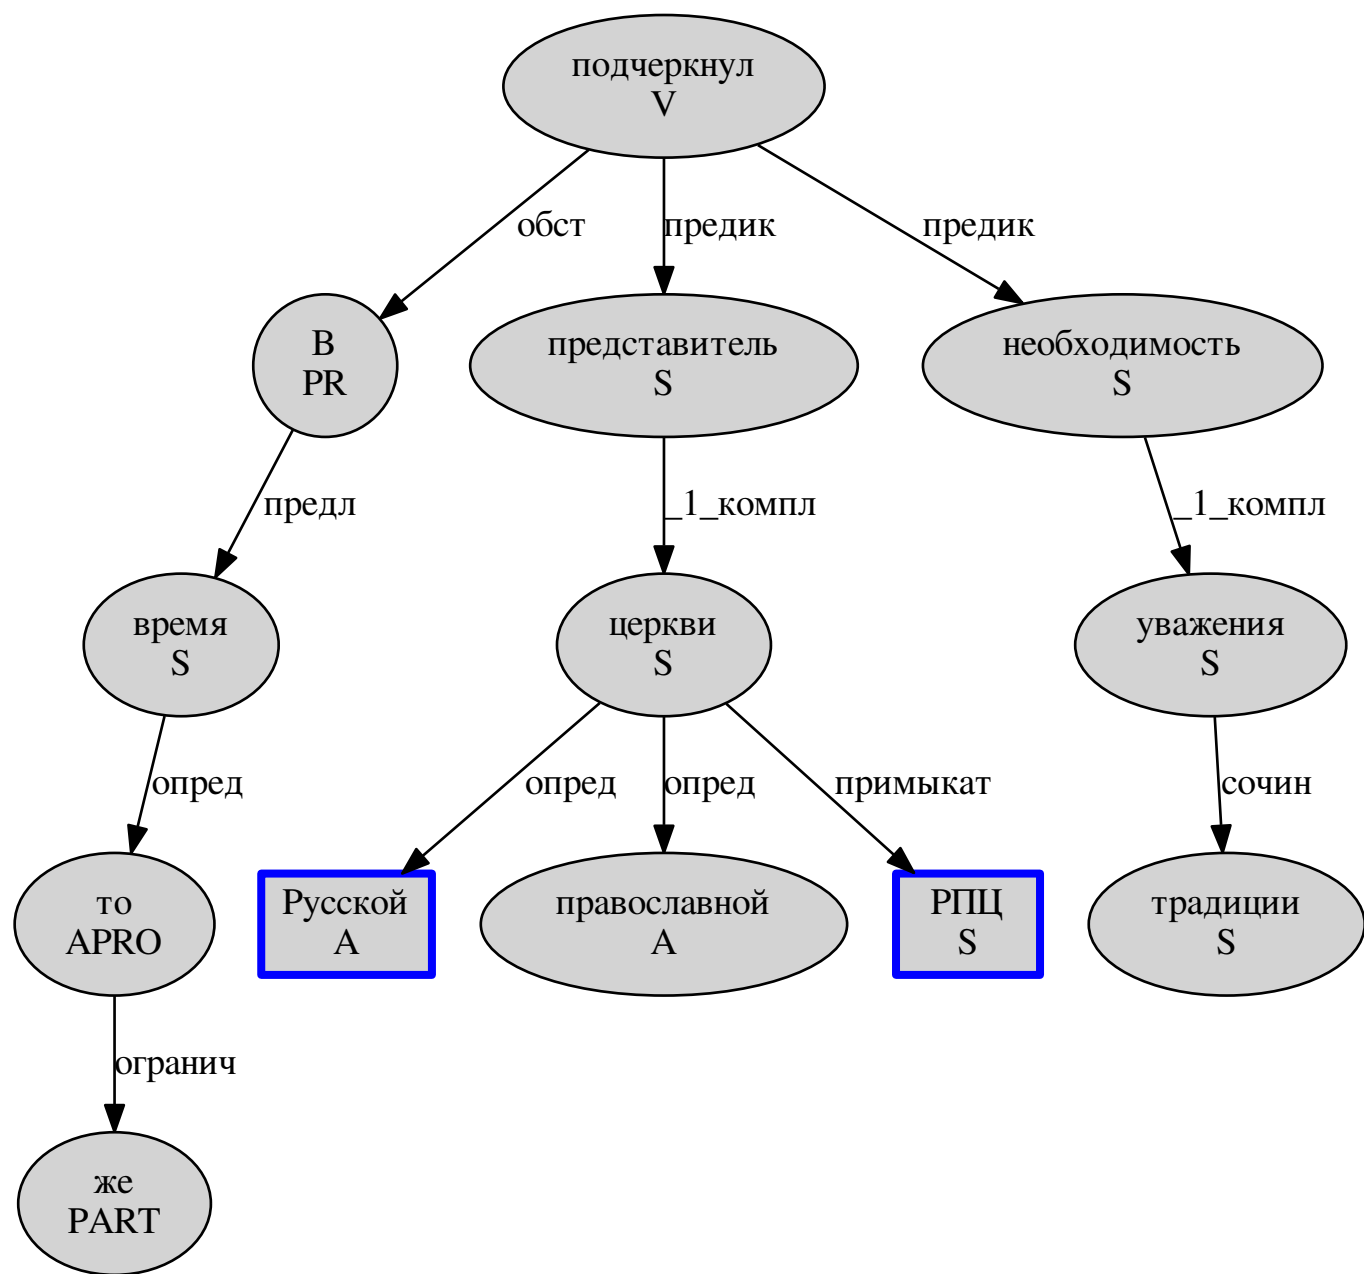 подчеркнул
V
обст
предик
предик
В
PR
представитель
S
необходимость
S
предл
_1_компл
_1_компл
время
S
церкви
S
уважения
S
опред
опред
опред
примыкат
сочин
то
APRO
Русской
A
православной
A
РПЦ
S
традиции
S
огранич
же
PART